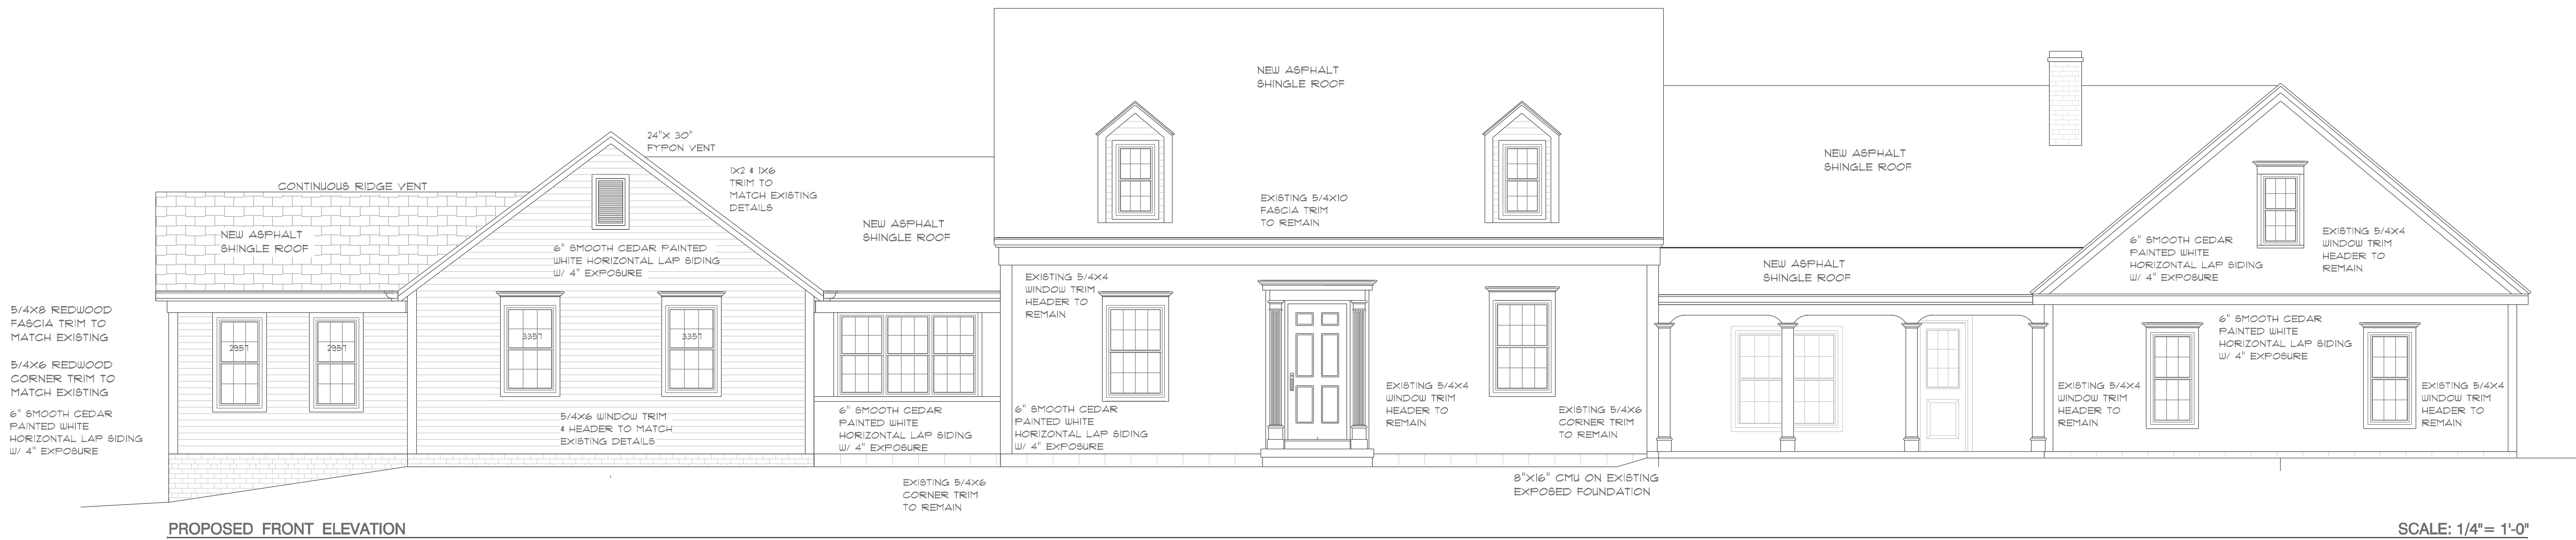 24"X 30"
FYPON VENT
CONTINUOUS RIDGE VENT
1X2 & 1X6
TRIM TO
MATCH EXISTING
DETAILS
NEW ASPHALT
SHINGLE ROOF
6" SMOOTH CEDAR PAINTED
WHITE HORIZONTAL LAP SIDING
W/ 4" EXPOSURE
NEW ASPHALT
SHINGLE ROOF
NEW ASPHALT
SHINGLE ROOF
EXISTING 5/4X10
FASCIA TRIM
TO REMAIN
NEW ASPHALT
SHINGLE ROOF
NEW ASPHALT
SHINGLE ROOF
6" SMOOTH CEDAR
PAINTED WHITE
HORIZONTAL LAP SIDING
W/ 4" EXPOSURE
EXISTING 5/4X4
WINDOW TRIM
HEADER TO
REMAIN
5/4X8 REDWOOD
FASCIA TRIM TO
MATCH EXISTING
5/4X6 REDWOOD
CORNER TRIM TO
MATCH EXISTING
6" SMOOTH CEDAR
PAINTED WHITE
HORIZONTAL LAP SIDING
W/ 4" EXPOSURE
2957
2957
3357
3357
5/4X6 WINDOW TRIM
& HEADER TO MATCH
EXISTING DETAILS
6" SMOOTH CEDAR
PAINTED WHITE
HORIZONTAL LAP SIDING
W/ 4" EXPOSURE
EXISTING 5/4X4
WINDOW TRIM
HEADER TO
REMAIN
6" SMOOTH CEDAR
PAINTED WHITE
HORIZONTAL LAP SIDING
W/ 4" EXPOSURE
EXISTING 5/4X4
WINDOW TRIM
HEADER TO
REMAIN
EXISTING 5/4X6
CORNER TRIM
TO REMAIN
6" SMOOTH CEDAR
PAINTED WHITE
HORIZONTAL LAP SIDING
W/ 4" EXPOSURE
EXISTING 5/4X4
WINDOW TRIM
HEADER TO
REMAIN
EXISTING 5/4X4
WINDOW TRIM
HEADER TO
REMAIN
EXISTING 5/4X6
CORNER TRIM
TO REMAIN
8"X16" CMU ON EXISTING
EXPOSED FOUNDATION
PROPOSED FRONT ELEVATION
SCALE: 1/4"= 1'-0"